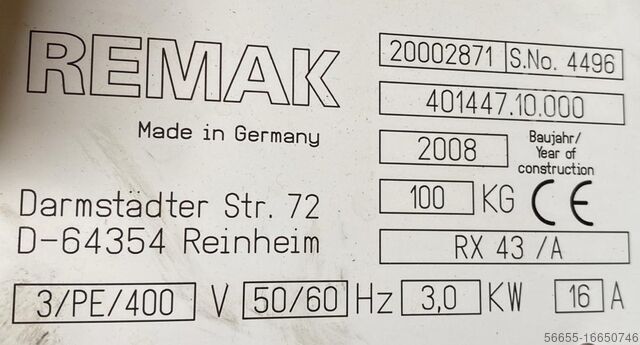 REMAK
Made in Germany
Darmstädter Str. 72
D-64354 Reinheim
20002871 S.No. 4496
401447.10.000
2008 Baujahr/
Year of
construction
100 KG CE
RX 43 /A
3/PE/400 V 50/60 Hz 3,0 KW 16 A
56655-16650746